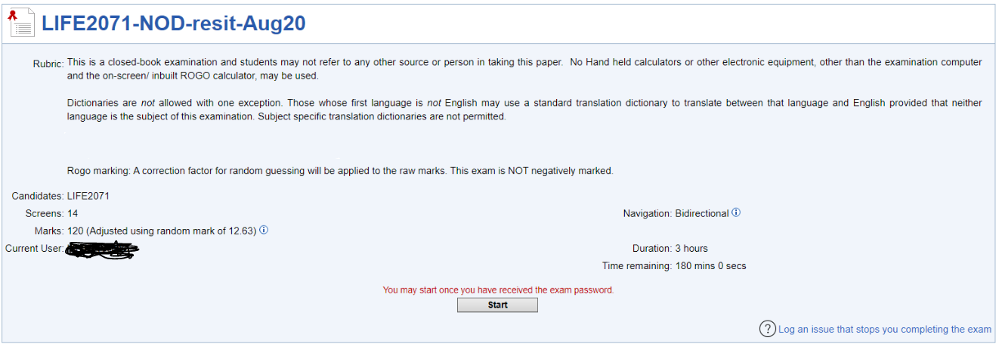 LIFE2071-NOD-resit-Aug20
Rubric: This is a closed-book examination and students may not refer to any other source or person in taking this paper. No Hand held calculators or other electronic equipment, other than the examination computer
and the on-screen/ inbuilt ROGO calculator, may be used.
Dictionaries are not allowed with one exception. Those whose first language is not English may use a standard translation dictionary to translate between that language and English provided that neither
language is the subject of this examination. Subject specific translation dictionaries are not permitted.
Rogo marking: A correction factor for random guessing will be applied to the raw marks. This exam is NOT negatively marked.
Candidates: LIFE2071
Screens: 14 Navigation: Bidirectional
Marks: 120 (Adjusted using random mark of 12.63)
Current User: Duration: 3 hours
Time remaining: 180 mins 0 secs
You may start once you have received the exam password.
Start
? Log an issue that stops you completing the exam